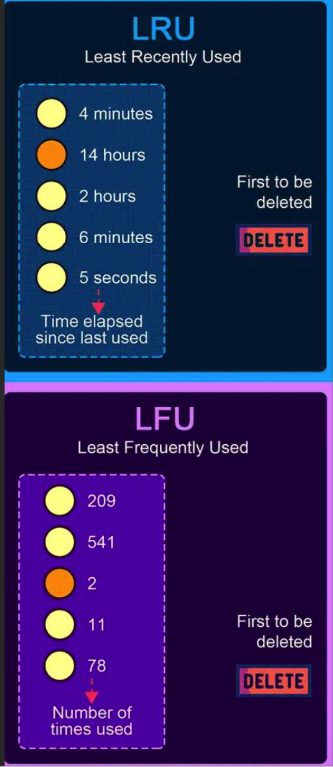 LRU
Least Recently Used
4 minutes
14 hours
2 hours
6 minutes
5 seconds
Time elapsed
since last used
First to be
deleted
DELETE
LFU
Least Frequently Used
209
541
2
11
78
Number of
times used
First to be
deleted
DELETE